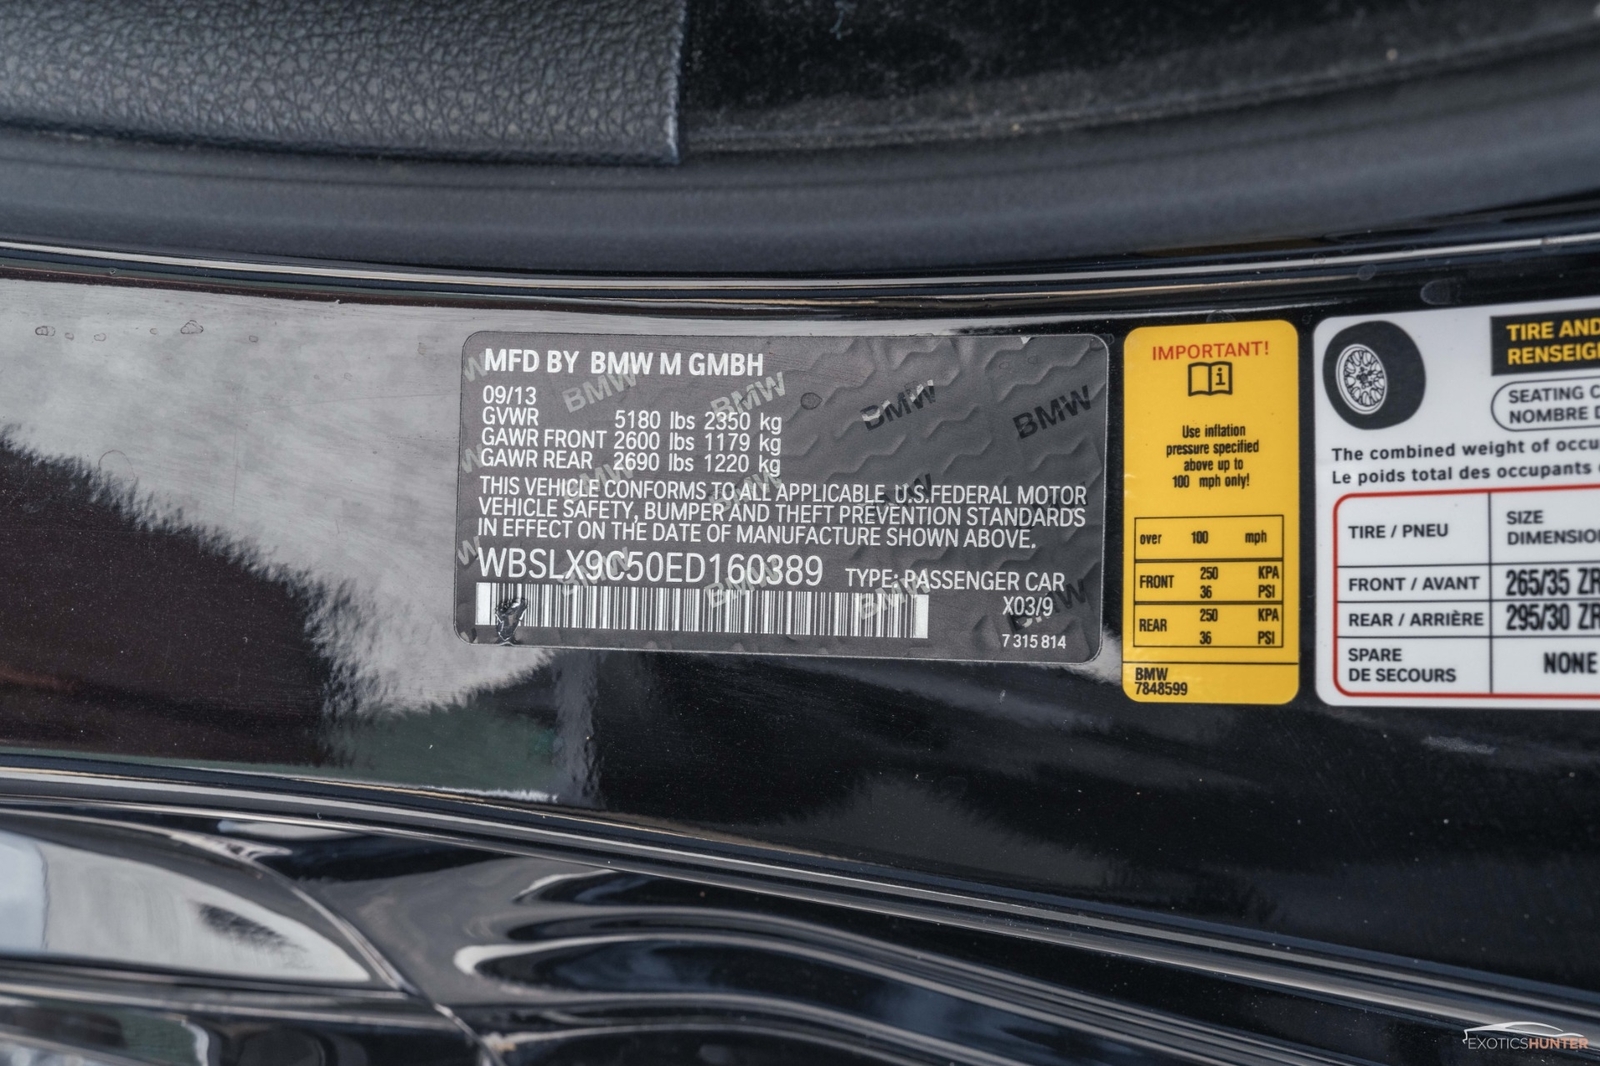 MFD BY BMW M GMBH
09/13
GVWR 5180 lbs 2350 kg
GAWR FRONT 2600 lbs 1179 kg
GAWR REAR 2690 lbs 1220 kg
THIS VEHICLE CONFORMS TO ALL APPLICABLE U.S.FEDERAL MOTOR
VEHICLE SAFETY, BUMPER AND THEFT PREVENTION STANDARDS
IN EFFECT ON THE DATE OF MANUFACTURE SHOWN ABOVE.
WBSLX9C50ED160389 TYPE: PASSENGER CAR
X03/9
7 315 814
BMW BMW BMW BMW
IMPORTANT!
Use inflation
pressure specified
above up to
100 mph only!
over 100 mph
FRONT 250 KPA
36 PSI
REAR 250 KPA
36 PSI
BMW
7848599
TIRE AND
RENSEIG
SEATING C
NOMBRE D
The combined weight of occu
Le poids total des occupants
TIRE / PNEU SIZE
DIMENSIO
FRONT / AVANT 265/35 ZR
REAR / ARRIÈRE 295/30 ZR
SPARE
DE SECOURS NONE
EXOTICSHUNTER